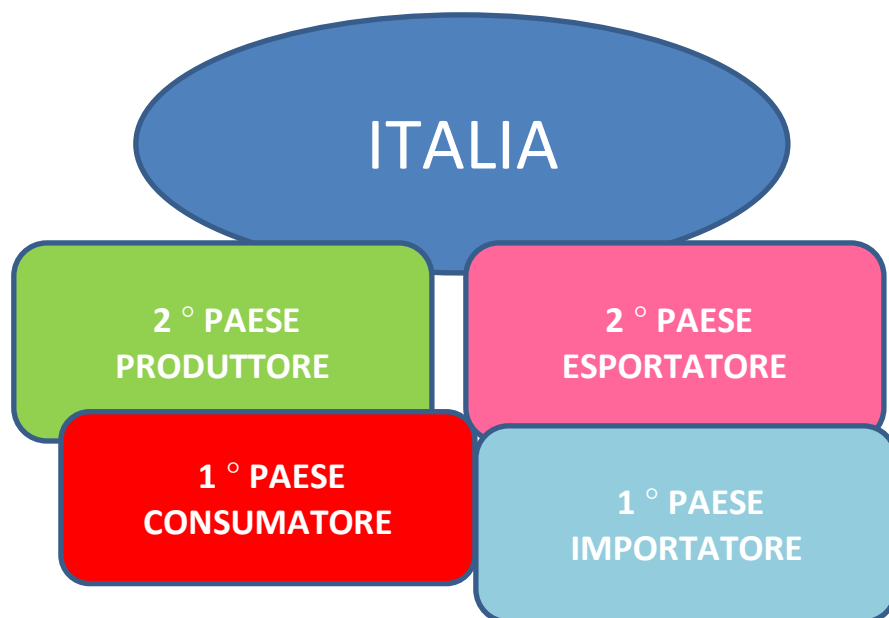 ITALIA
2 ° PAESE
PRODUTTORE
2 ° PAESE
ESPORTATORE
1 ° PAESE
CONSUMATORE
1 ° PAESE
IMPORTATORE